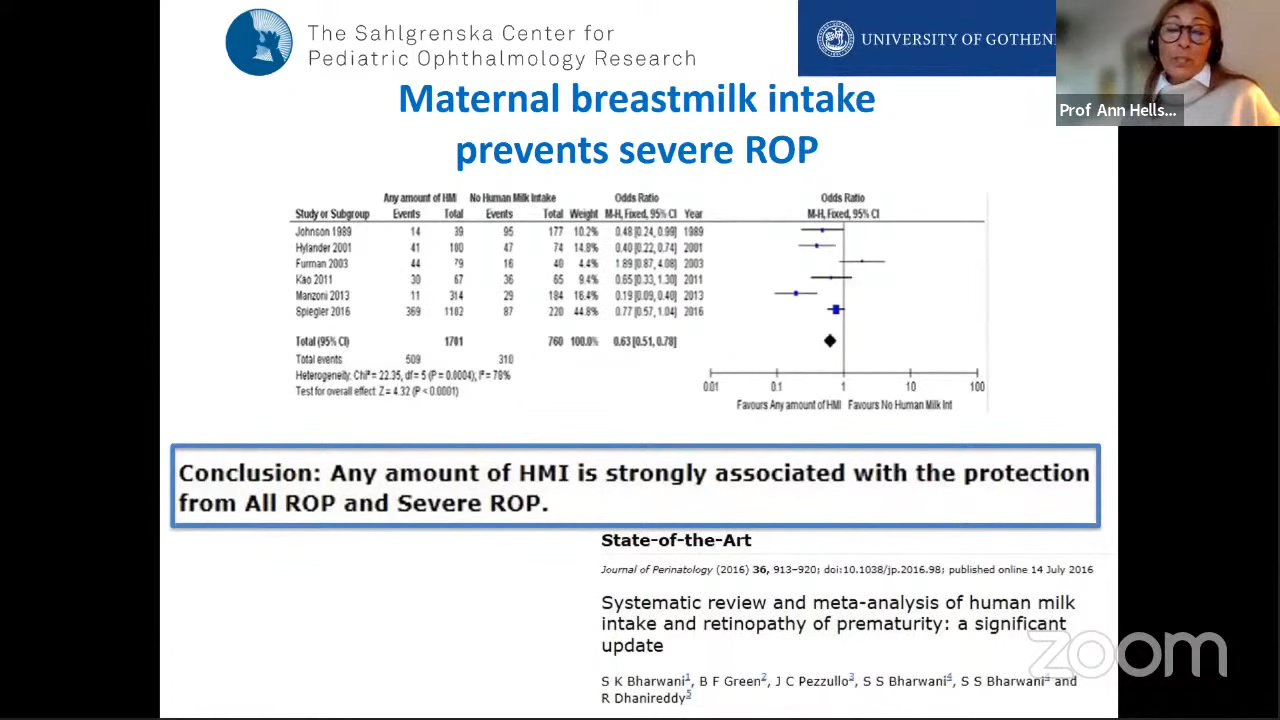 The Sahlgrenska Center for
Pediatric Ophthalmology Research
UNIVERSITY OF GOTHEN
Prof Ann Hells...
Maternal breastmilk intake
prevents severe ROP
Any amount of HMI No Human Milk Intake Odds Ratio Odds Ratio
Study or Subgroup Events Total Events Total Weight M-H, Fixed, 95% CI Year M-H, Fixed, 95% CI
Johnson 1989 14 39 95 177 10.2% 0.48 [0.24, 0.99] 1989
Hylander 2001 41 100 47 74 14.8% 0.40 [0.22, 0.74] 2001
Furman 2003 44 79 16 40 4.4% 1.89 [0.87, 4.08] 2003
Kao 2011 30 67 36 65 9.4% 0.65 [0.33, 1.30] 2011
Manzoni 2013 11 314 29 184 16.4% 0.19 [0.09, 0.40] 2013
Spiegler 2016 369 1102 87 220 44.8% 0.77 [0.57, 1.04] 2016
Total (95% CI) 1701 760 100.0% 0.63 [0.51, 0.78]
Total events 509 310
Heterogeneity: Chi² = 22.35, df = 5 (P = 0.0004); I² = 78%
Test for overall effect: Z = 4.32 (P < 0.0001)
0.01 0.1 1 10 100
Favours Any amount of HMI Favours No Human Milk Int
Conclusion: Any amount of HMI is strongly associated with the protection
from All ROP and Severe ROP.
State-of-the-Art
Journal of Perinatology (2016) 36, 913–920; doi:10.1038/jp.2016.98; published online 14 July 2016
Systematic review and meta-analysis of human milk
intake and retinopathy of prematurity: a significant
update
S K Bharwani1, B F Green2, J C Pezzullo3, S S Bharwani4, S S Bharwani4 and
R Dhanireddy5
zoom